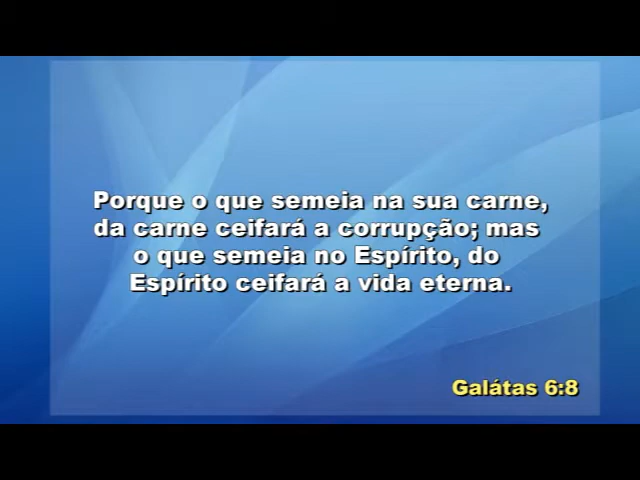 Porque o que semeia na sua carne,
da carne ceifará a corrupção; mas
o que semeia no Espírito, do
Espírito ceifará a vida eterna.
Galátas 6:8